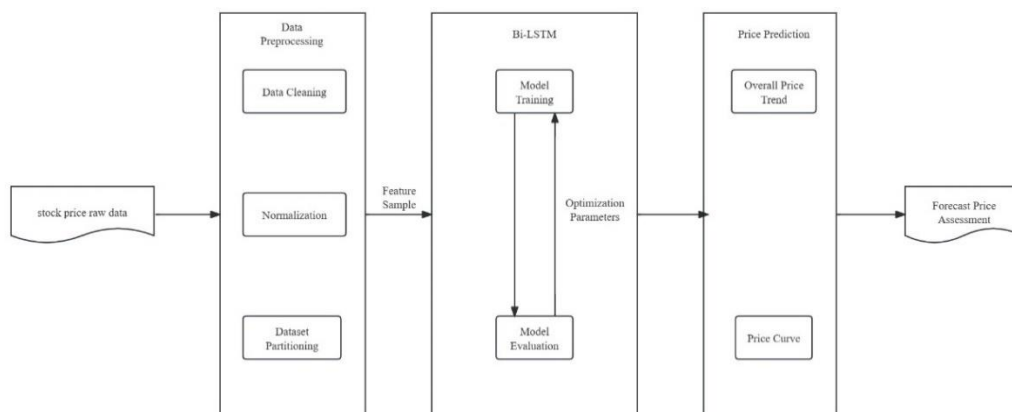 stock price raw data
Data
Preprocessing
Data Cleaning
Normalization
Dataset
Partitioning
Feature
Sample
Bi-LSTM
Model
Training
Optimization
Parameters
Model
Evaluation
Price Prediction
Overall Price
Trend
Price Curve
Forecast Price
Assessment